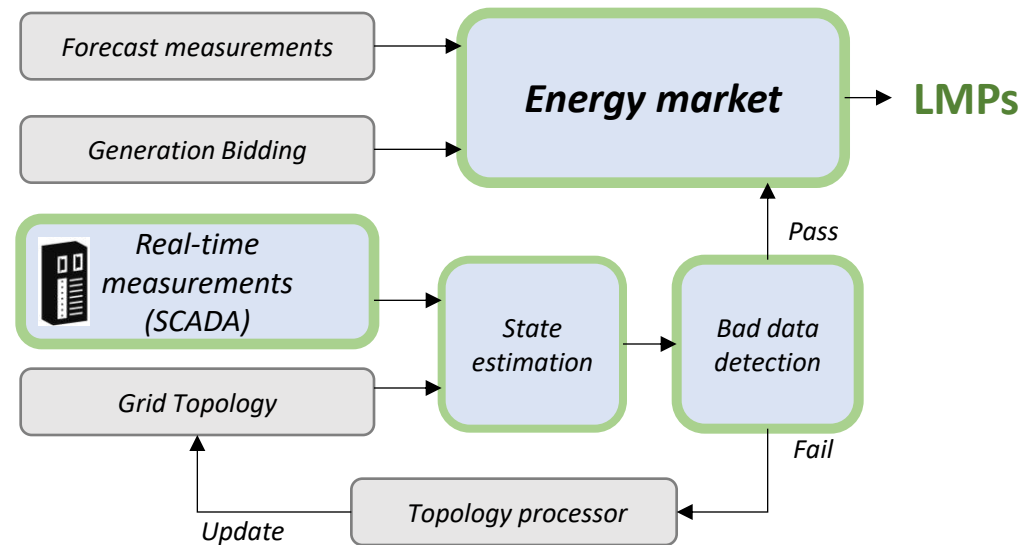 Forecast measurements
Energy market
LMPs
Generation Bidding
Real-time
measurements
(SCADA)
Pass
State
estimation
Bad data
detection
Grid Topology
Fail
Topology processor
Update